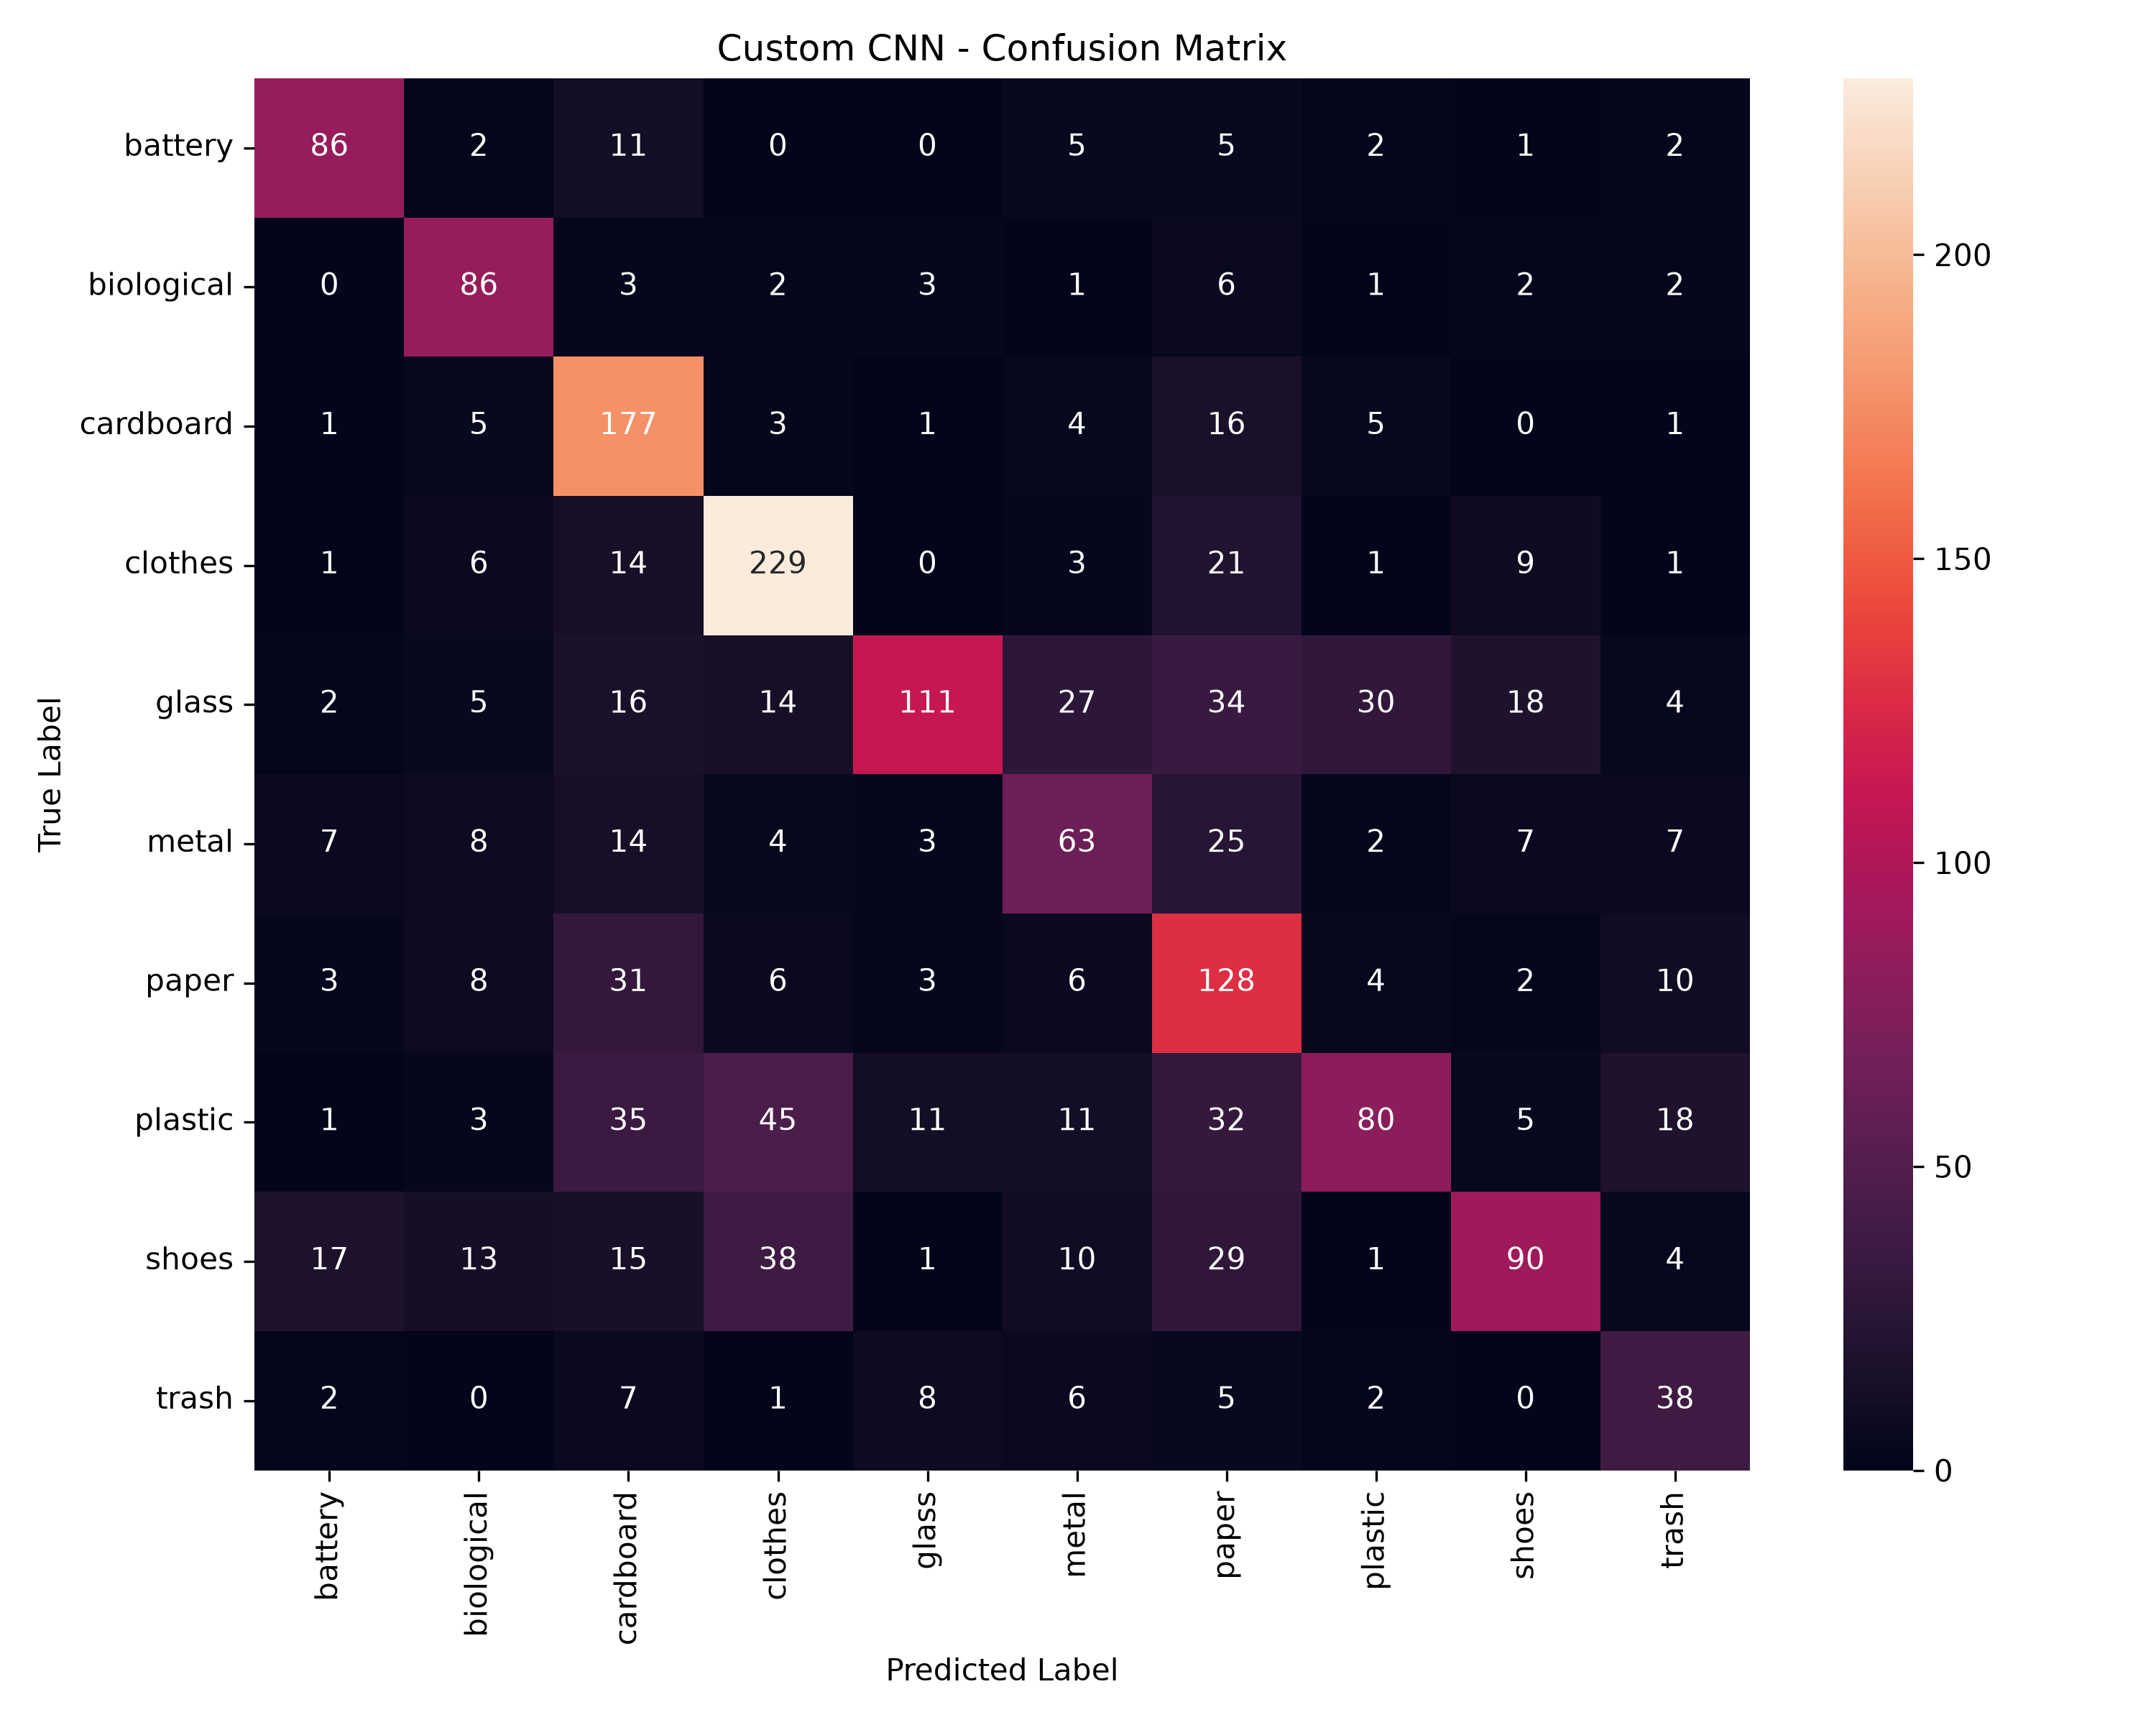 Custom CNN - Confusion Matrix
battery 86 2 11 0 0 5 5 2 1 2
biological 0 86 3 2 3 1 6 1 2 2
cardboard 1 5 177 3 1 4 16 5 0 1
clothes 1 6 14 229 0 3 21 1 9 1
glass 2 5 16 14 111 27 34 30 18 4
metal 7 8 14 4 3 63 25 2 7 7
paper 3 8 31 6 3 6 128 4 2 10
plastic 1 3 35 45 11 11 32 80 5 18
shoes 17 13 15 38 1 10 29 1 90 4
trash 2 0 7 1 8 6 5 2 0 38
True Label
battery biological cardboard clothes glass metal paper plastic shoes trash
Predicted Label
200
150
100
50
0